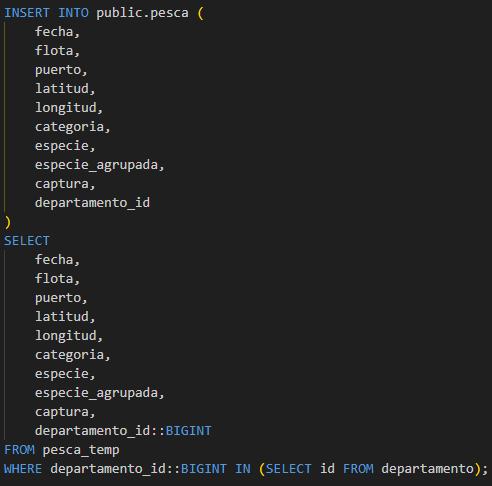 INSERT INTO public.pesca (
    fecha,
    flota,
    puerto,
    latitud,
    longitud,
    categoria,
    especie,
    especie_agrupada,
    captura,
    departamento_id
)
SELECT
    fecha,
    flota,
    puerto,
    latitud,
    longitud,
    categoria,
    especie,
    especie_agrupada,
    captura,
    departamento_id::BIGINT
FROM pesca_temp
WHERE departamento_id::BIGINT IN (SELECT id FROM departamento);